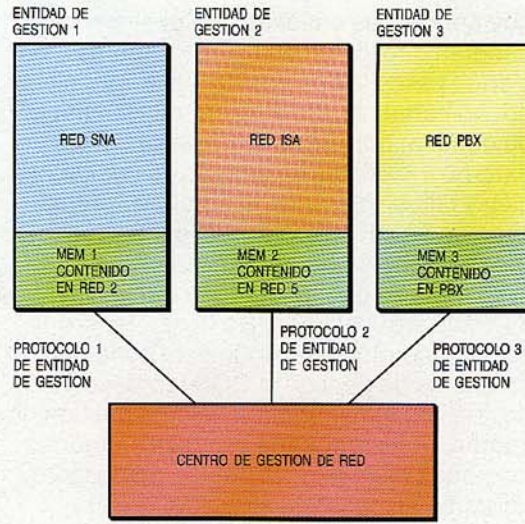 ENTIDAD DE
GESTION 1
ENTIDAD DE
GESTION 2
ENTIDAD DE
GESTION 3
RED SNA
RED ISA
RED PBX
MEM 1
CONTENIDO
EN RED 2
MEM 2
CONTENIDO
EN RED 5
MEM 3
CONTENIDO
EN PBX
PROTOCOLO 1
DE ENTIDAD
DE GESTION
PROTOCOLO 2
DE ENTIDAD
DE GESTION
PROTOCOLO 3
DE ENTIDAD
DE GESTION
CENTRO DE GESTION DE RED